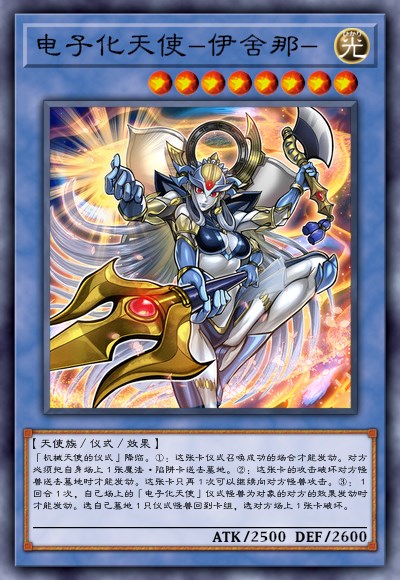 电子化天使-伊舍那-
ひかり
光
【天使族/仪式/效果】
「机械天使的仪式」降临。①:这张卡仪式召唤成功的场合才能发动。对方
必须把自身场上1张魔法·陷阱卡送去墓地。②:这张卡的攻击破坏对方怪
兽送去墓地时才能发动。这张卡只再1次可以继续向对方怪兽攻击。③:1
回合1次,自己场上的「电子化天使」仪式怪兽为对象的对方的效果发动时
才能发动。选自己墓地1只仪式怪兽回到卡组,选对方场上1张卡破坏。
ATK/2500 DEF/2600